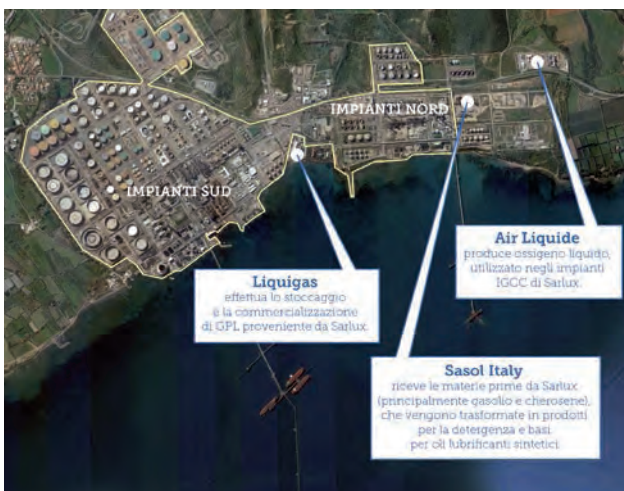 IMPIANTI NORD
IMPIANTI SUD
Air Liquide
produce ossigeno liquido,
utilizzato negli impianti
IGCC di Sarlux.
Liquigas
effettua lo stoccaggio
e la commercializzazione
di GPL proveniente da Sarlux.
Sasol Italy
riceve le materie prime da Sarlux
(principalmente gasolio e cherosene),
che vengono trasformate in prodotti
per la detergenza e basi
per oli lubrificanti sintetici.